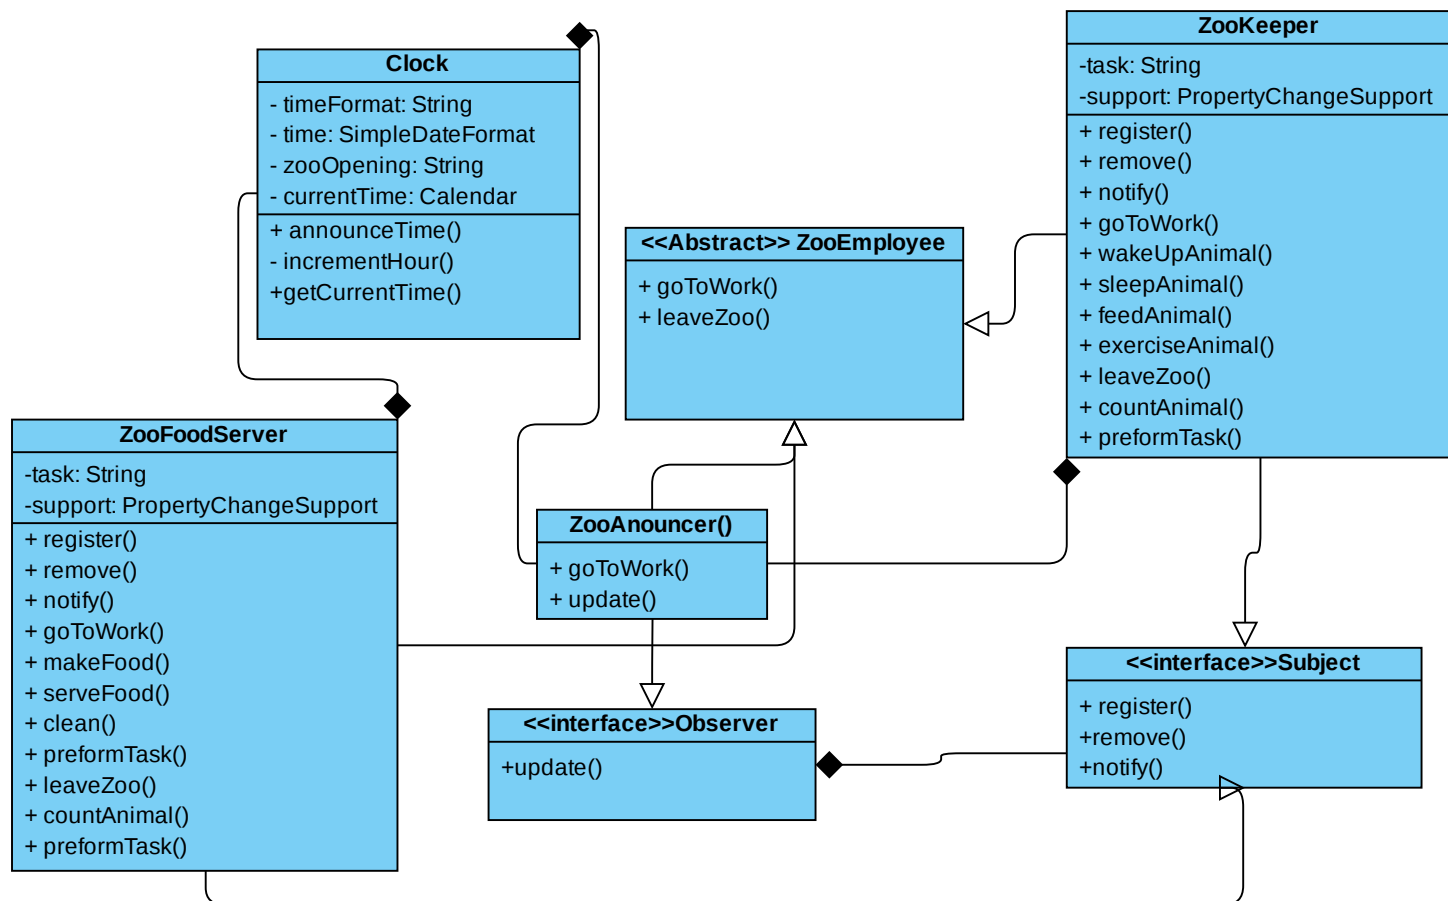 Clock
- timeFormat: String
- time: SimpleDateFormat
- zooOpening: String
- currentTime: Calendar
+ announceTime()
- incrementHour()
+getCurrentTime()
ZooKeeper
-task: String
-support: PropertyChangeSupport
+ register()
+ remove()
+ notify()
+ goToWork()
+ wakeUpAnimal()
+ sleepAnimal()
+ feedAnimal()
+ exerciseAnimal()
+ leaveZoo()
+ countAnimal()
+ preformTask()
<<Abstract>> ZooEmployee
+ goToWork()
+ leaveZoo()
ZooFoodServer
-task: String
-support: PropertyChangeSupport
+ register()
+ remove()
+ notify()
+ goToWork()
+ makeFood()
+ serveFood()
+ clean()
+ preformTask()
+ leaveZoo()
+ countAnimal()
+ preformTask()
ZooAnouncer()
+ goToWork()
+ update()
<<interface>>Observer
+update()
<<interface>>Subject
+ register()
+remove()
+notify()